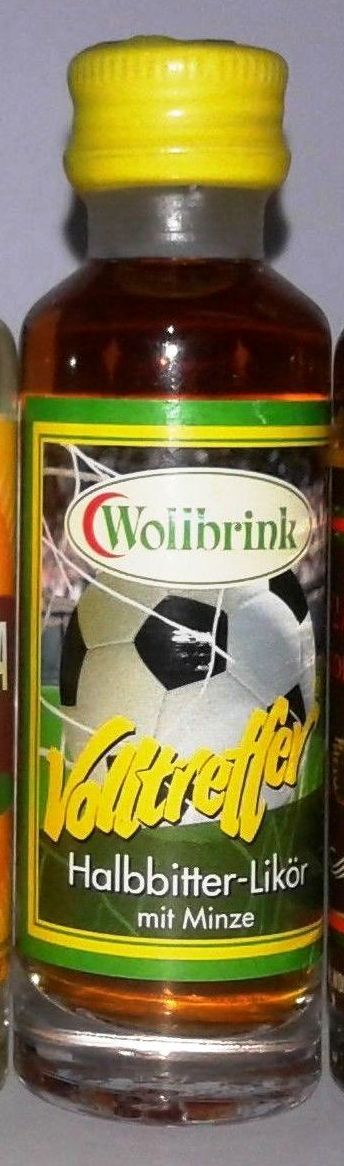 Wollbrink
Volltreffer
Halbbitter-Likör
mit Minze